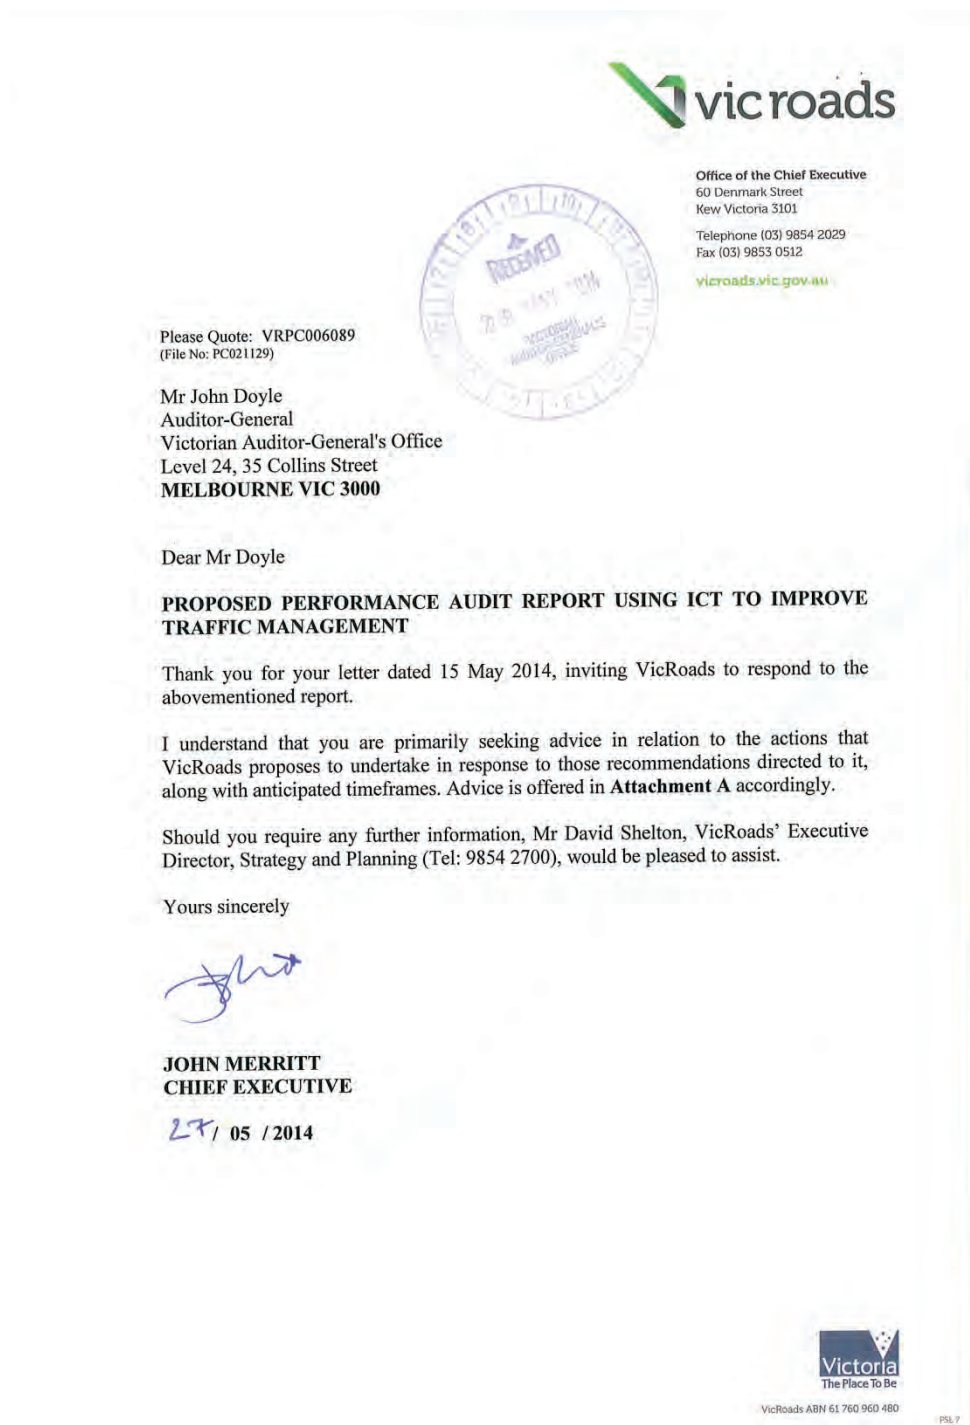 vic roads
Office of the Chief Executive
60 Denmark Street
Kew Victoria 3101
Telephone (03) 9854 2029
Fax (03) 9853 0512
vicroads.vic.gov.au
RECEIVED
VICTORIAN
AUDITOR-GENERAL'S
OFFICE
Please Quote: VRPC006089
(File No: PC021129)
Mr John Doyle
Auditor-General
Victorian Auditor-General's Office
Level 24, 35 Collins Street
MELBOURNE VIC 3000
Dear Mr Doyle
PROPOSED PERFORMANCE AUDIT REPORT USING ICT TO IMPROVE
TRAFFIC MANAGEMENT
Thank you for your letter dated 15 May 2014, inviting VicRoads to respond to the
abovementioned report.
I understand that you are primarily seeking advice in relation to the actions that
VicRoads proposes to undertake in response to those recommendations directed to it,
along with anticipated timeframes. Advice is offered in Attachment A accordingly.
Should you require any further information, Mr David Shelton, VicRoads' Executive
Director, Strategy and Planning (Tel: 9854 2700), would be pleased to assist.
Yours sincerely
JOHN MERRITT
CHIEF EXECUTIVE
27/ 05 / 2014
Victoria
The Place To Be
VicRoads ABN 61 760 960 480